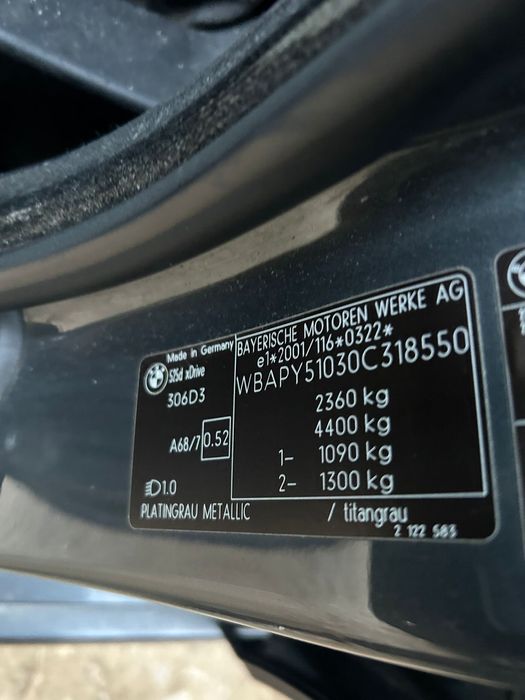 BAYERISCHE MOTOREN WERKE AG
e1*2001/116*0322*
WBAPY51030C318550
2360 kg
4400 kg
1- 1090 kg
2- 1300 kg
Made in Germany
525d xDrive
306D3
A68/7 0.52
1.0
PLATINGRAU METALLIC / titangrau
2 122 583